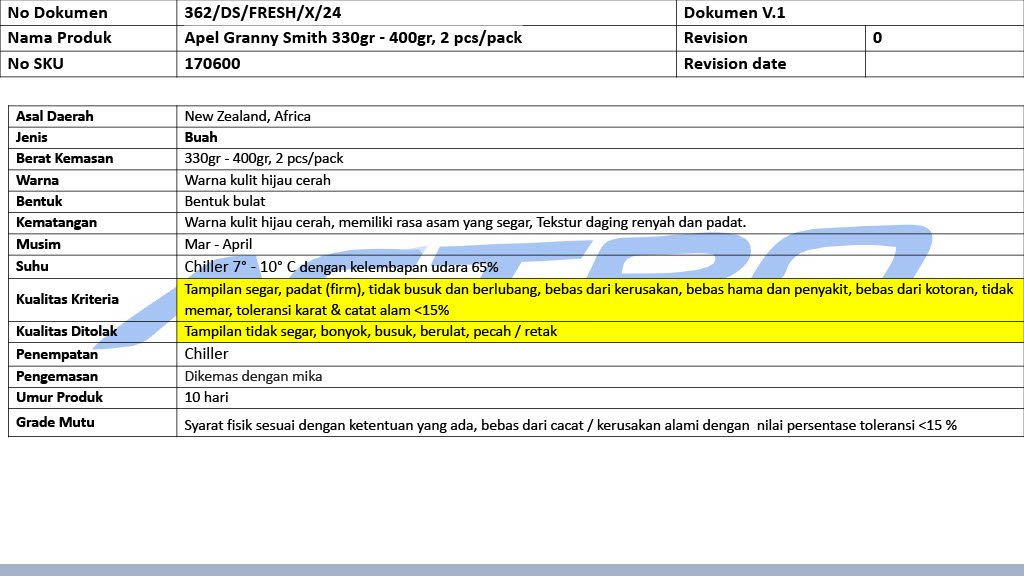 No Dokumen 362/DS/FRESH/X/24 Dokumen V.1
Nama Produk Apel Granny Smith 330gr - 400gr, 2 pcs/pack Revision 0
No SKU 170600 Revision date
Asal Daerah New Zealand, Africa
Jenis Buah
Berat Kemasan 330gr - 400gr, 2 pcs/pack
Warna Warna kulit hijau cerah
Bentuk Bentuk bulat
Kematangan Warna kulit hijau cerah, memiliki rasa asam yang segar, Tekstur daging renyah dan padat.
Musim Mar - April
Suhu Chiller 7° - 10° C dengan kelembapan udara 65%
Kualitas Kriteria Tampilan segar, padat (firm), tidak busuk dan berlubang, bebas dari kerusakan, bebas hama dan penyakit, bebas dari kotoran, tidak
memar, toleransi karat & catat alam <15%
Kualitas Ditolak Tampilan tidak segar, bonyok, busuk, berulat, pecah / retak
Penempatan Chiller
Pengemasan Dikemas dengan mika
Umur Produk 10 hari
Grade Mutu Syarat fisik sesuai dengan ketentuan yang ada, bebas dari cacat / kerusakan alami dengan nilai persentase toleransi <15 %
ASTRO